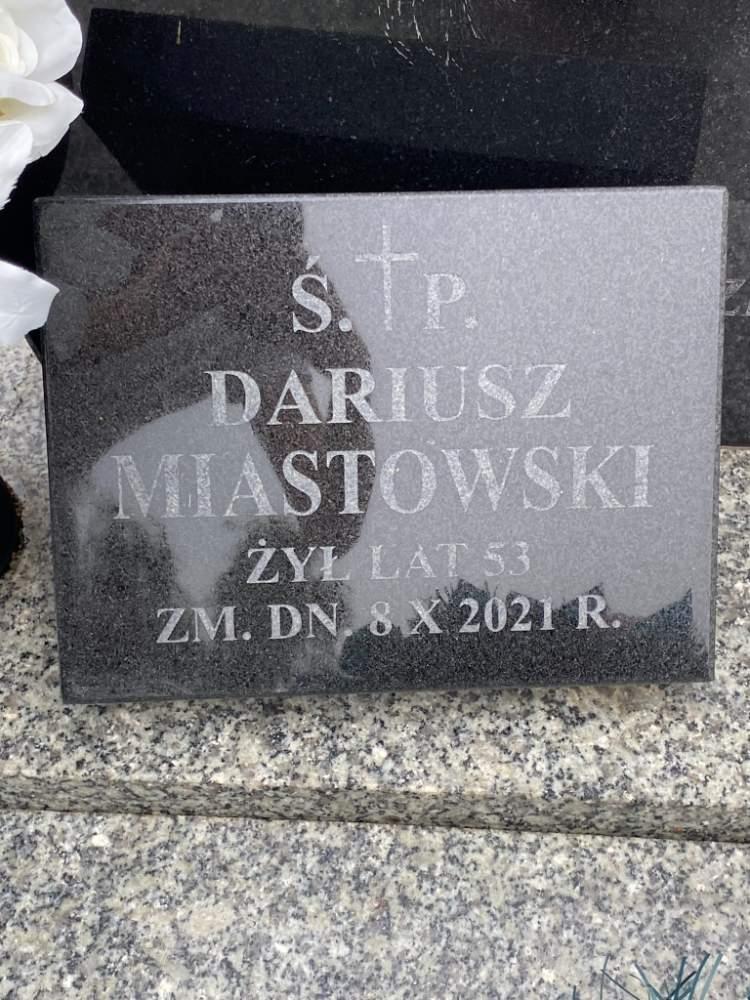 Ś. P.
DARIUSZ
MIASTOWSKI
ŻYŁ LAT 53
ZM. DN. 8 X 2021 R.